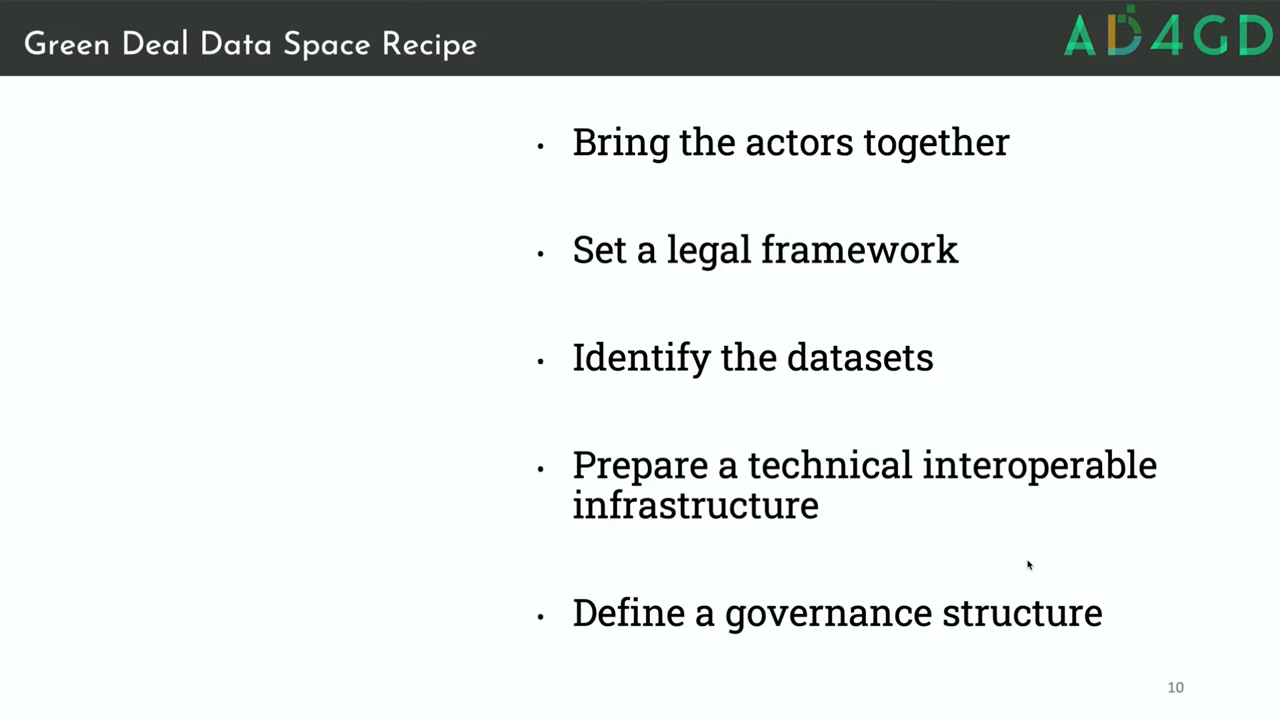 Green Deal Data Space Recipe
AD4GD
• Bring the actors together
• Set a legal framework
• Identify the datasets
• Prepare a technical interoperable
infrastructure
• Define a governance structure
10